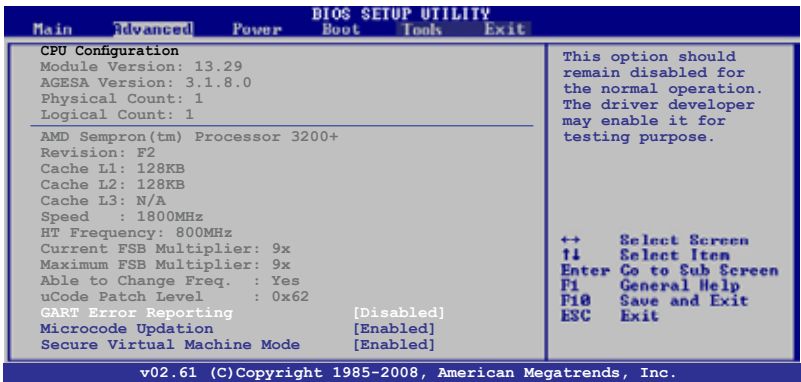 BIOS SETUP UTILITY
Main Advanced Power Boot Tools Exit
CPU Configuration
Module Version: 13.29
AGESA Version: 3.1.8.0
Physical Count: 1
Logical Count: 1
AMD Sempron(tm) Processor 3200+
Revision: F2
Cache L1: 128KB
Cache L2: 128KB
Cache L3: N/A
Speed : 1800MHz
HT Frequency: 800MHz
Current FSB Multiplier: 9x
Maximum FSB Multiplier: 9x
Able to Change Freq. : Yes
uCode Patch Level : 0x62
GART Error Reporting [Disabled]
Microcode Updation [Enabled]
Secure Virtual Machine Mode [Enabled]
This option should
remain disabled for
the normal operation.
The driver developer
may enable it for
testing purpose.
↔ Select Screen
↑↓ Select Item
Enter Go to Sub Screen
F1 General Help
F10 Save and Exit
ESC Exit
v02.61 (C)Copyright 1985-2008, American Megatrends, Inc.